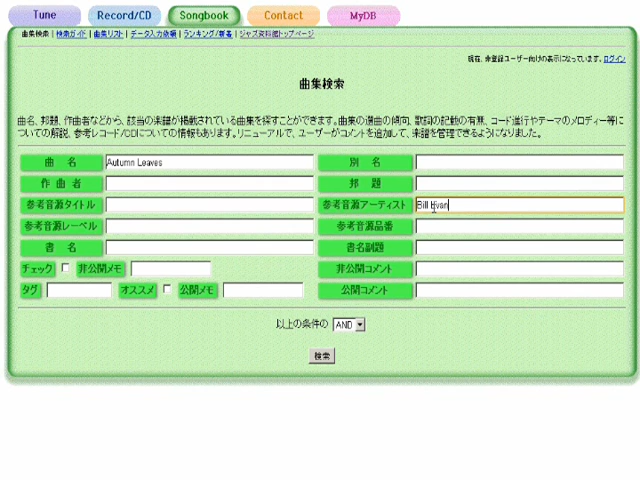 Tune Record/CD Songbook Contact MyDB
曲集検索 | 検索ガイド | 曲集リスト | データ入力依頼 | ランキング/新着 | ジャズ資料館トップページ
現在、未登録ユーザー向けの表示になっています。ログイン
曲集検索
曲名、邦題、作曲者などから、該当の楽譜が掲載されている曲集を探すことができます。曲集の選曲の傾向、歌詞の記載の有無、コード進行やテーマのメロディー等に
ついての解説、参考レコード/CDについての情報もあります。リニューアルで、ユーザーがコメントを追加して、楽譜を管理できるようになりました。
曲 名 Autumn Leaves 別 名
作 曲 者 邦 題
参考音源タイトル 参考音源アーティスト Bill Evan
参考音源レーベル 参考音源品番
書 名 書名副題
チェック 非公開メモ 非公開コメント
タグ オススメ 公開メモ 公開コメント
以上の条件の AND
検索